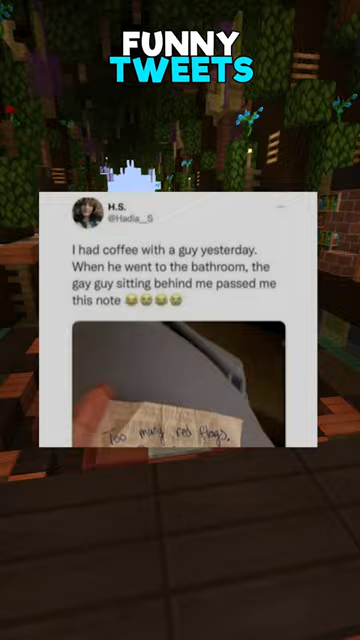 FUNNY
TWEETS
H.S.
@Hadia__S
I had coffee with a guy yesterday.
When he went to the bathroom, the
gay guy sitting behind me passed me
this note 😂😭😂😭
Too many red flags.